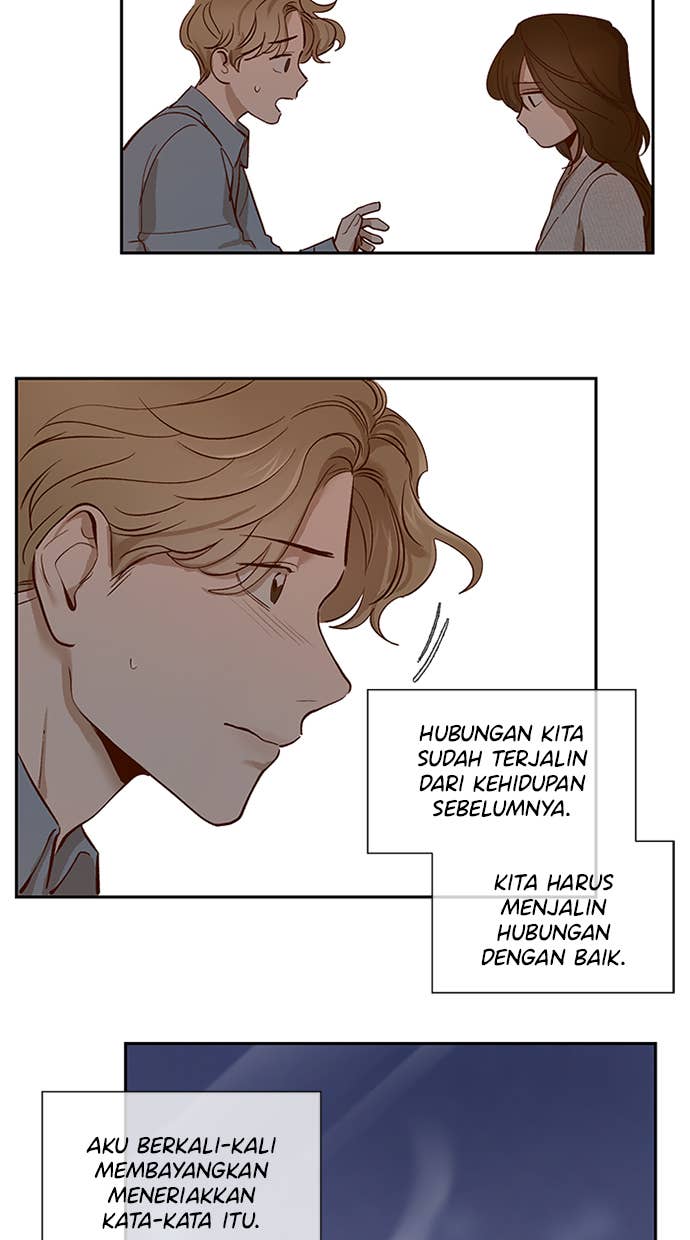 HUBUNGAN KITA
SUDAH TERJALIN
DARI KEHIDUPAN
SEBELUMNYA.
KITA HARUS
MENJALIN
HUBUNGAN
DENGAN BAIK.
AKU BERKALI-KALI
MEMBAYANGKAN
MENERIAKKAN
KATA-KATA ITU.